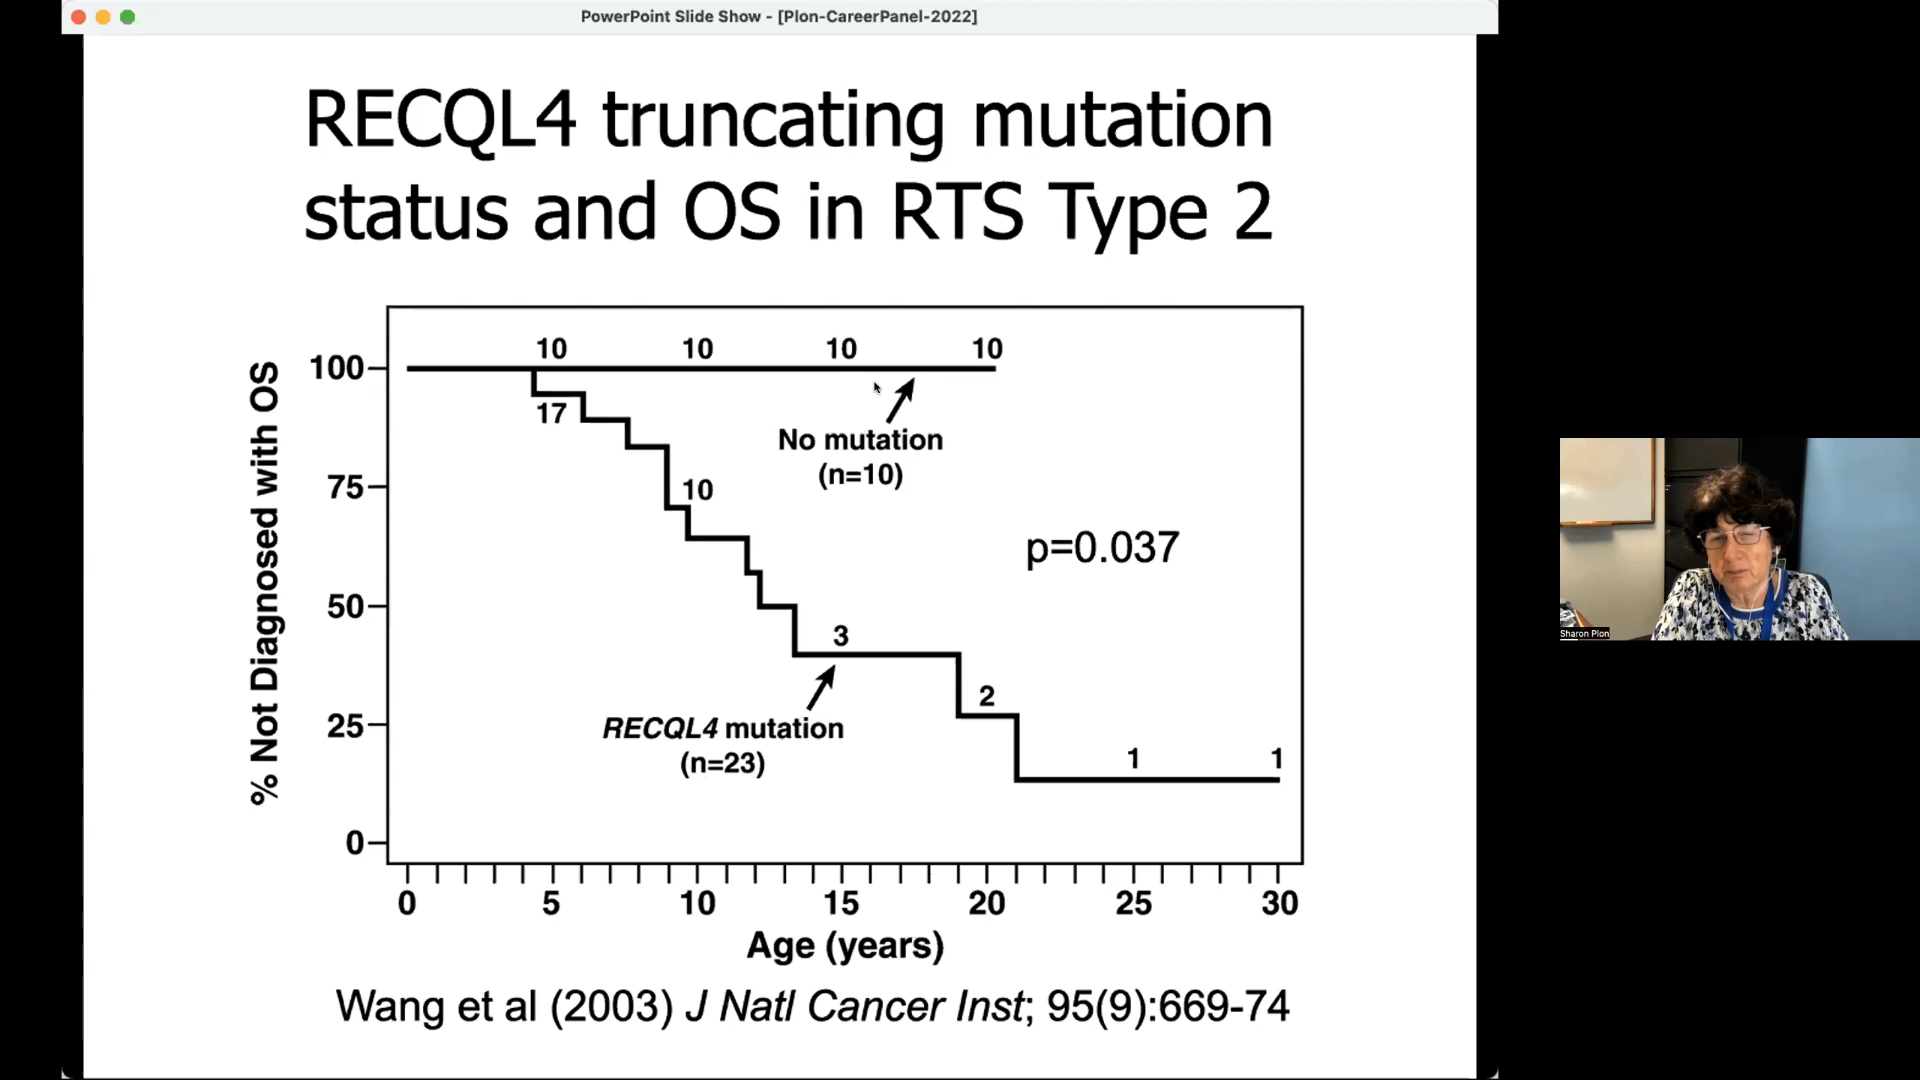 PowerPoint Slide Show - [Plon-CareerPanel-2022]
RECQL4 truncating mutation
status and OS in RTS Type 2
% Not Diagnosed with OS
100
75
50
25
0
10
10
10
10
17
10
3
2
1
1
No mutation
(n=10)
p=0.037
RECQL4 mutation
(n=23)
0
5
10
15
20
25
30
Age (years)
Wang et al (2003) J Natl Cancer Inst; 95(9):669-74
Sharon Plon